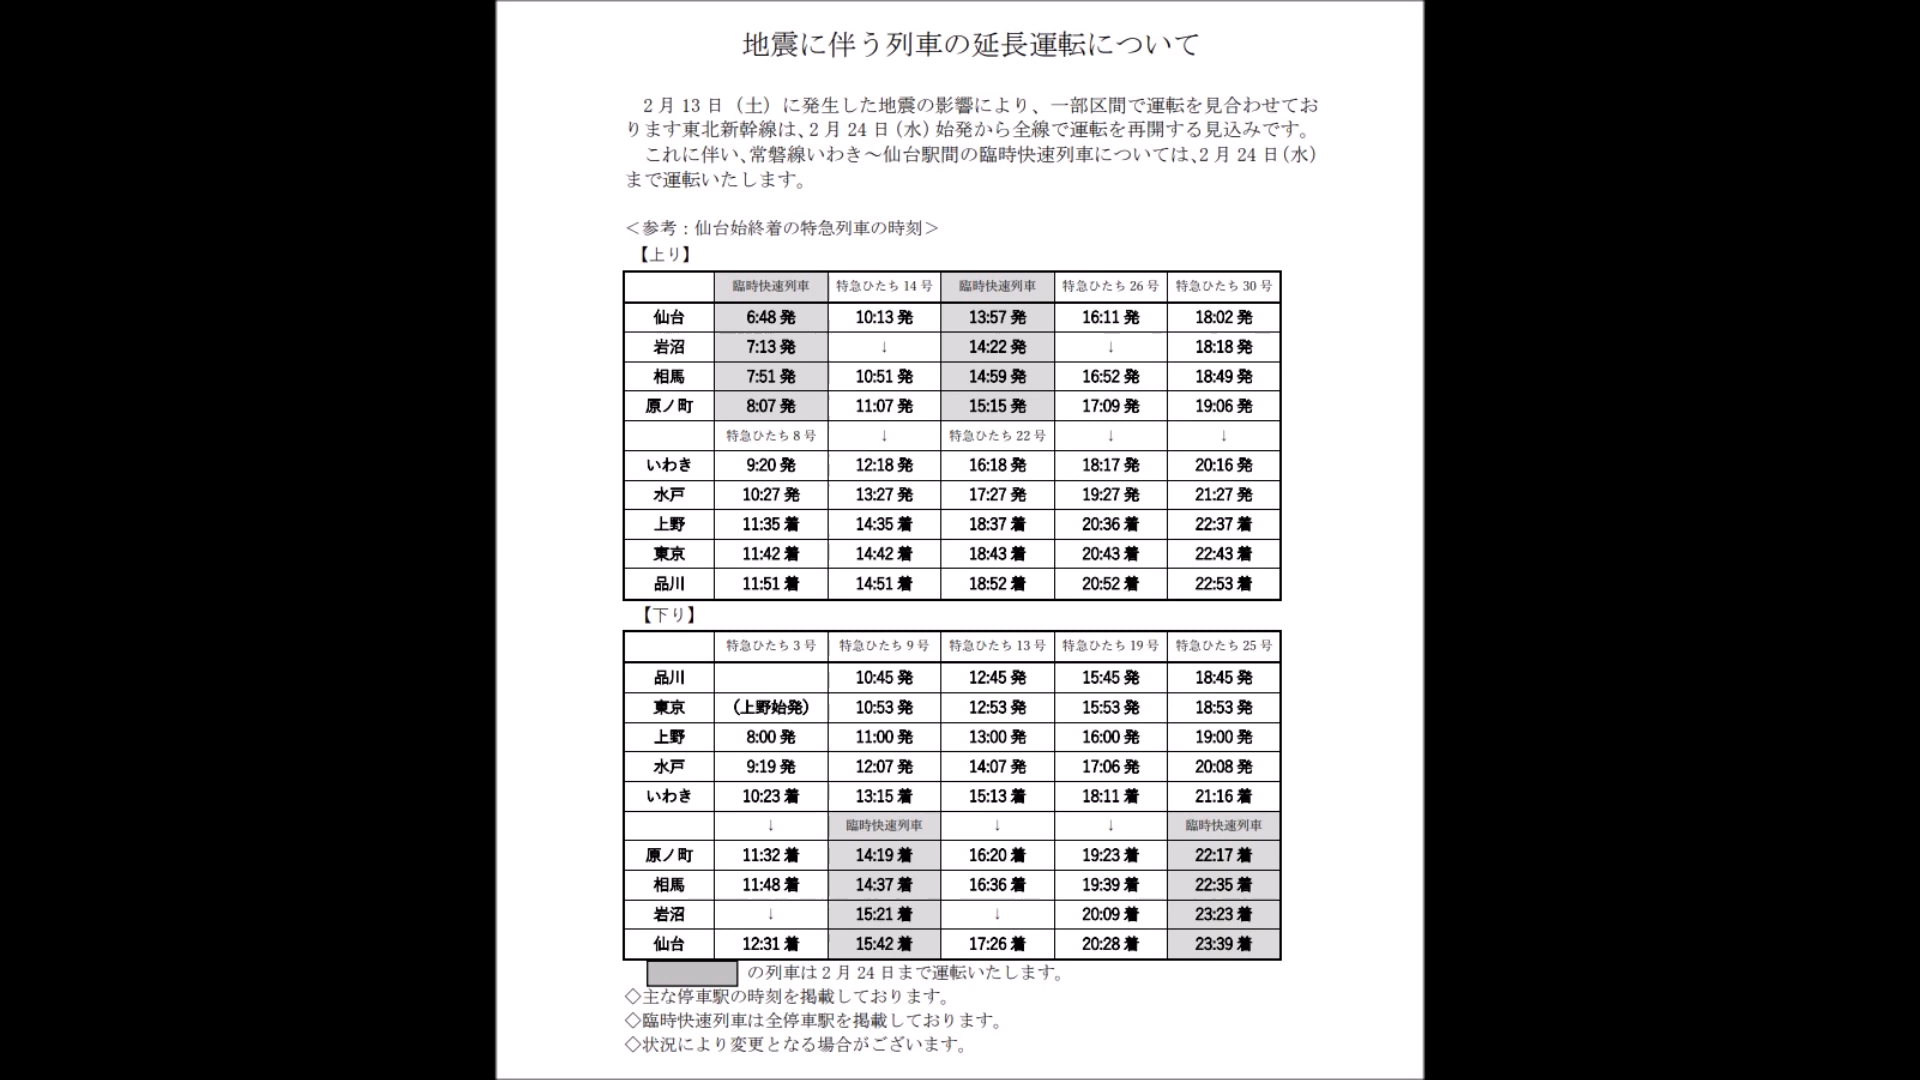 地震に伴う列車の延長運転について
2月13日（土）に発生した地震の影響により、一部区間で運転を見合わせてお
ります東北新幹線は、2月24日（水）始発から全線で運転を再開する見込みです。
これに伴い、常磐線いわき～仙台駅間の臨時快速列車については、2月24日（水）
まで運転いたします。
＜参考：仙台始終着の特急列車の時刻＞
【上り】
臨時快速列車 特急ひたち14号 臨時快速列車 特急ひたち26号 特急ひたち30号
仙台 6:48発 10:13発 13:57発 16:11発 18:02発
岩沼 7:13発 ↓ 14:22発 ↓ 18:18発
相馬 7:51発 10:51発 14:59発 16:52発 18:49発
原ノ町 8:07発 11:07発 15:15発 17:09発 19:06発
特急ひたち8号 ↓ 特急ひたち22号 ↓ ↓
いわき 9:20発 12:18発 16:18発 18:17発 20:16発
水戸 10:27発 13:27発 17:27発 19:27発 21:27発
上野 11:35着 14:35着 18:37着 20:36着 22:37着
東京 11:42着 14:42着 18:43着 20:43着 22:43着
品川 11:51着 14:51着 18:52着 20:52着 22:53着
【下り】
特急ひたち3号 特急ひたち9号 特急ひたち13号 特急ひたち19号 特急ひたち25号
品川 10:45発 12:45発 15:45発 18:45発
東京 （上野始発） 10:53発 12:53発 15:53発 18:53発
上野 8:00発 11:00発 13:00発 16:00発 19:00発
水戸 9:19発 12:07発 14:07発 17:06発 20:08発
いわき 10:23着 13:15着 15:13着 18:11着 21:16着
↓ 臨時快速列車 ↓ ↓ 臨時快速列車
原ノ町 11:32着 14:19着 16:20着 19:23着 22:17着
相馬 11:48着 14:37着 16:36着 19:39着 22:35着
岩沼 ↓ 15:21着 ↓ 20:09着 23:23着
仙台 12:31着 15:42着 17:26着 20:28着 23:39着
の列車は2月24日まで運転いたします。
◇主な停車駅の時刻を掲載しております。
◇臨時快速列車は全停車駅を掲載しております。
◇状況により変更となる場合がございます。